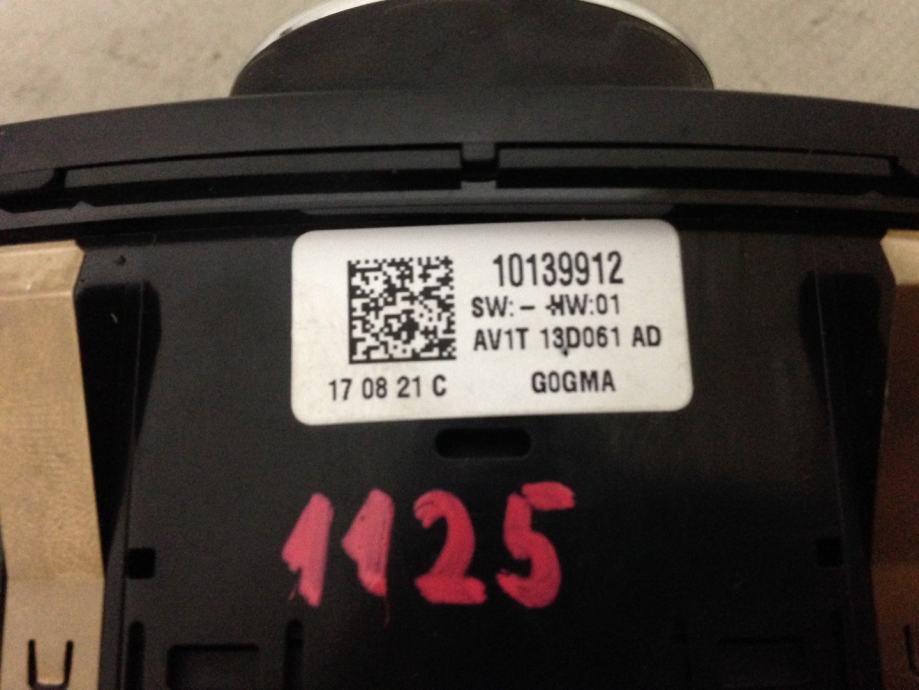 10139912
SW:- HW:01
AV1T 13D061 AD
17 08 21 C
G0GMA
1125